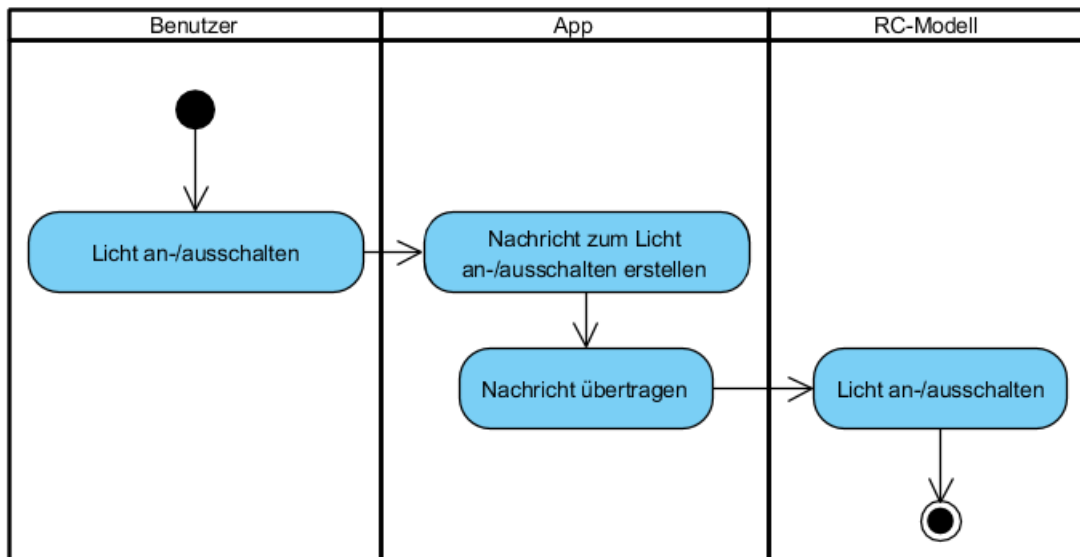 Benutzer
App
RC-Modell
Licht an-/ausschalten
Nachricht zum Licht
an-/ausschalten erstellen
Nachricht übertragen
Licht an-/ausschalten